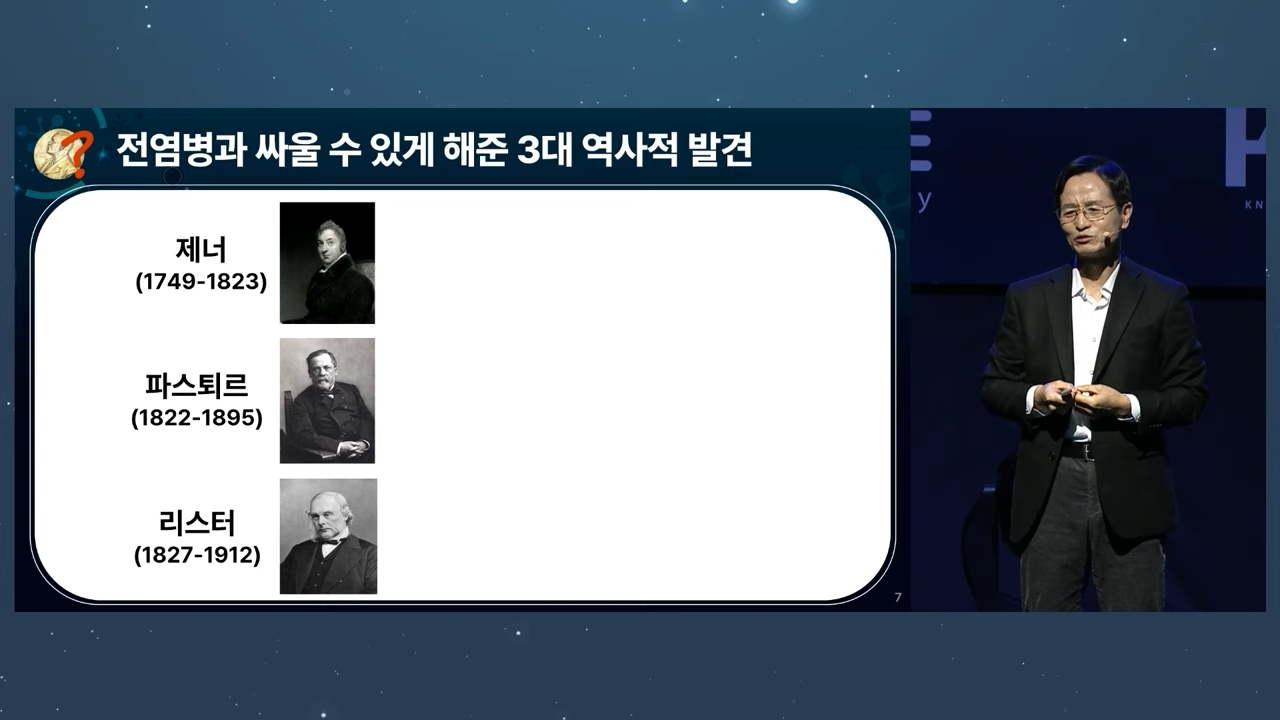 전염병과 싸울 수 있게 해준 3대 역사적 발견
제너
(1749-1823)
파스퇴르
(1822-1895)
리스터
(1827-1912)
7
y
KN